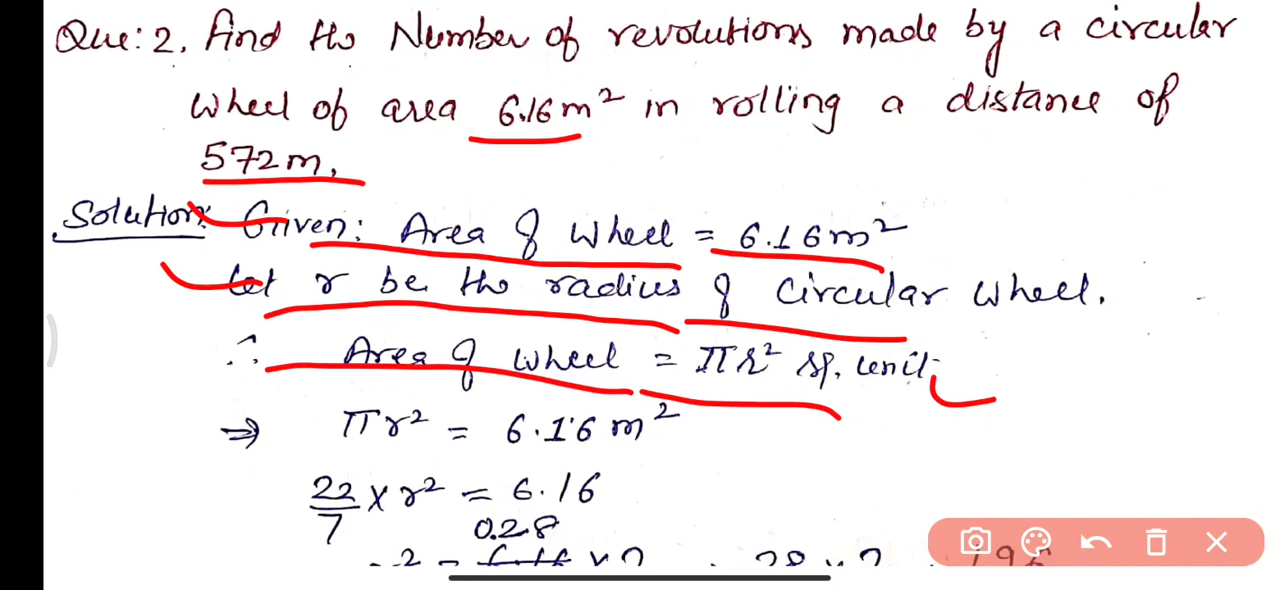 Que: 2. find the Number of revolutions made by a circular
wheel of area 6.16 m² in rolling a distance of
572 m.
Solution: Given: Area of wheel = 6.16 m²
Let r be the radius of circular wheel.
∴ Area of wheel = πr² sq. unit.
⇒ πr² = 6.16 m²
22/7 × r² = 6.16
0.28